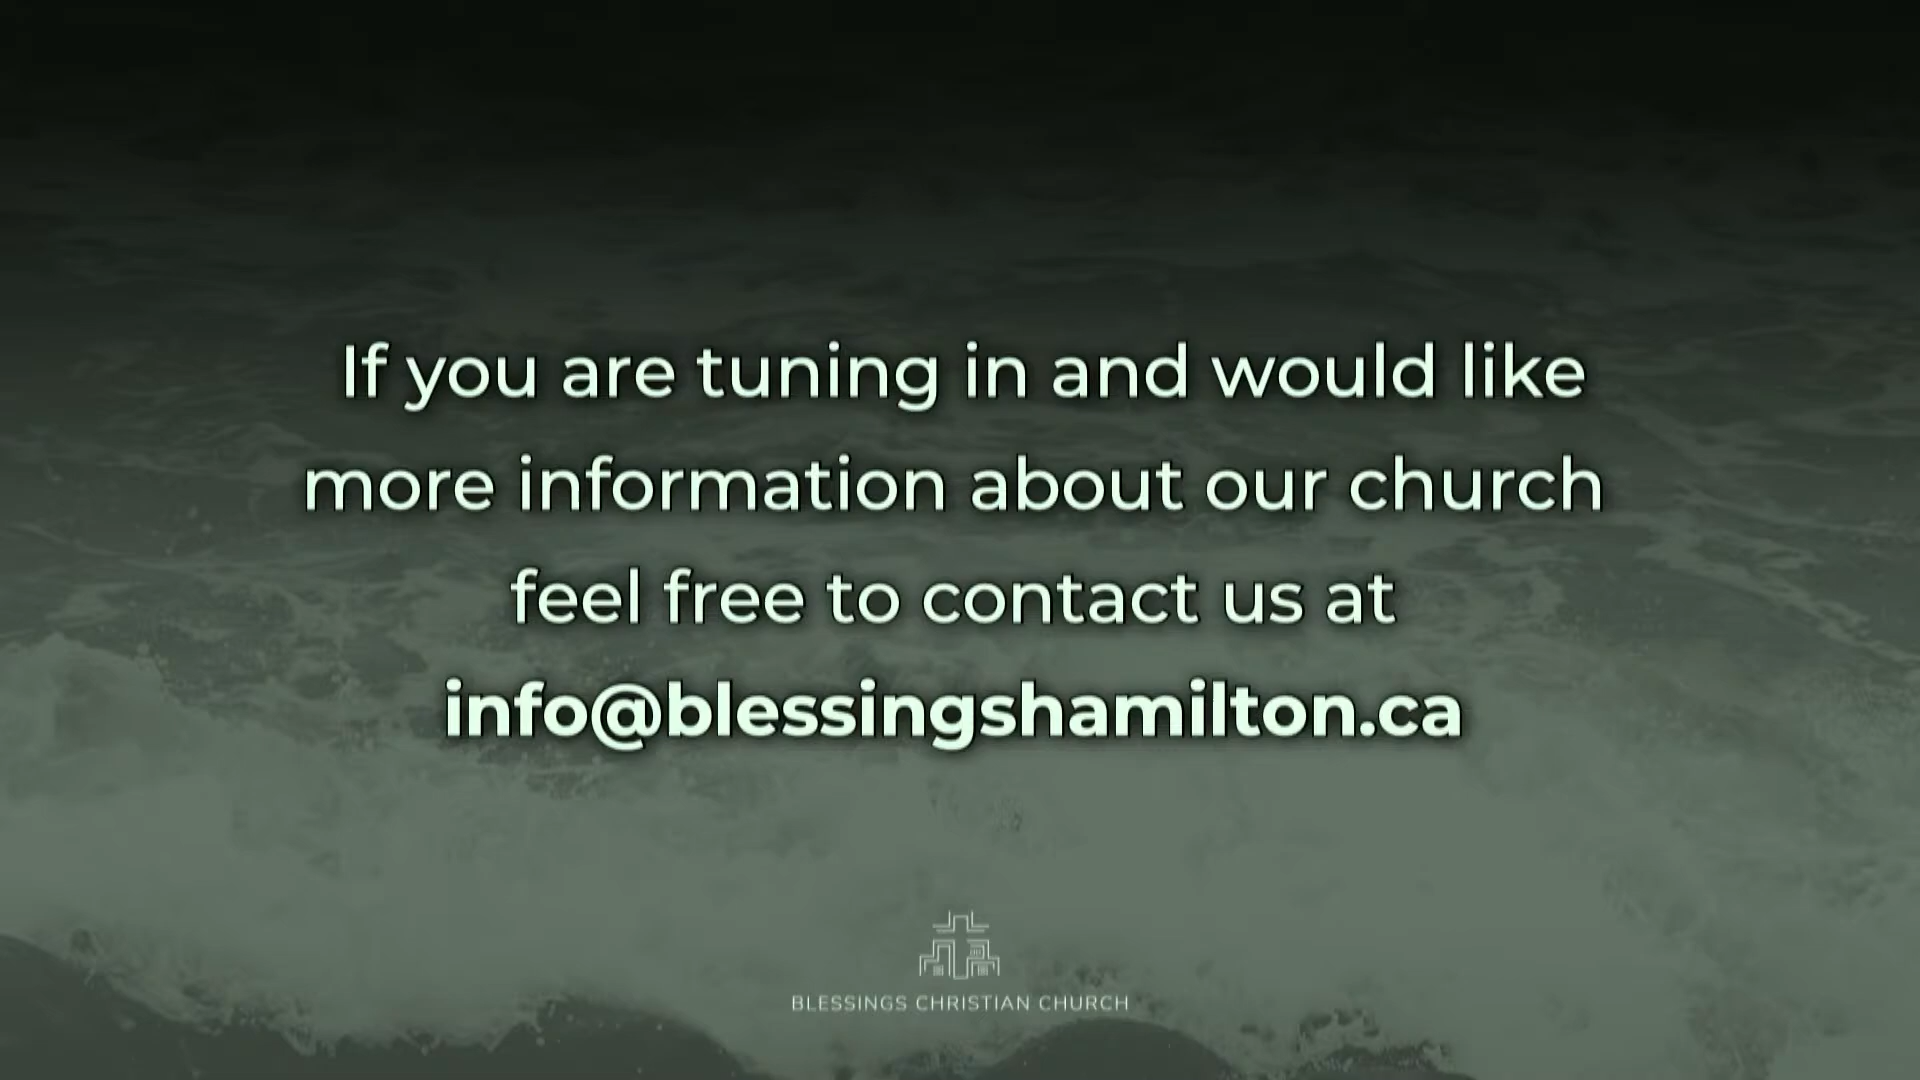 If you are tuning in and would like
more information about our church
feel free to contact us at
info@blessingshamilton.ca
BLESSINGS CHRISTIAN CHURCH